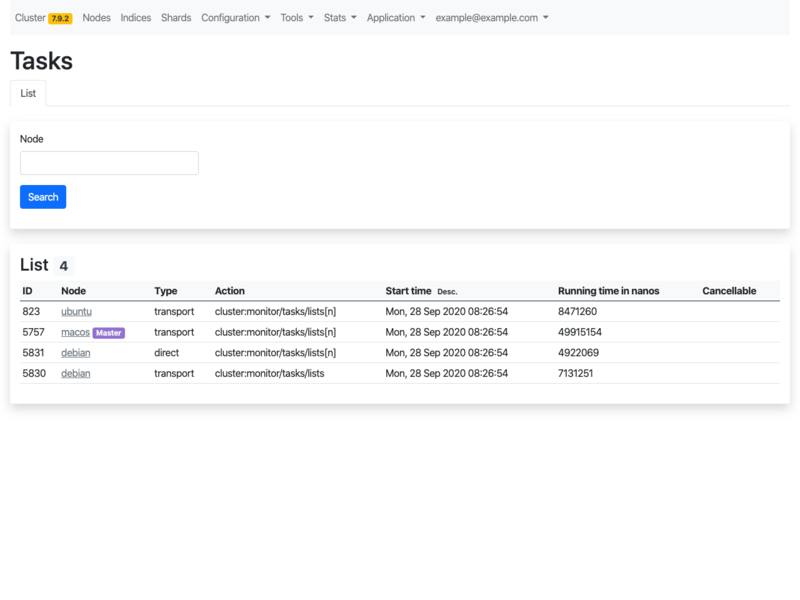 Cluster 7.9.2 Nodes Indices Shards Configuration Tools Stats Application example@example.com
Tasks
List
Node
Search
List 4
ID Node Type Action Start time Desc. Running time in nanos Cancellable
823 ubuntu transport cluster:monitor/tasks/lists[n] Mon, 28 Sep 2020 08:26:54 8471260
5757 macos Master transport cluster:monitor/tasks/lists[n] Mon, 28 Sep 2020 08:26:54 49915154
5831 debian direct cluster:monitor/tasks/lists[n] Mon, 28 Sep 2020 08:26:54 4922069
5830 debian transport cluster:monitor/tasks/lists Mon, 28 Sep 2020 08:26:54 7131251